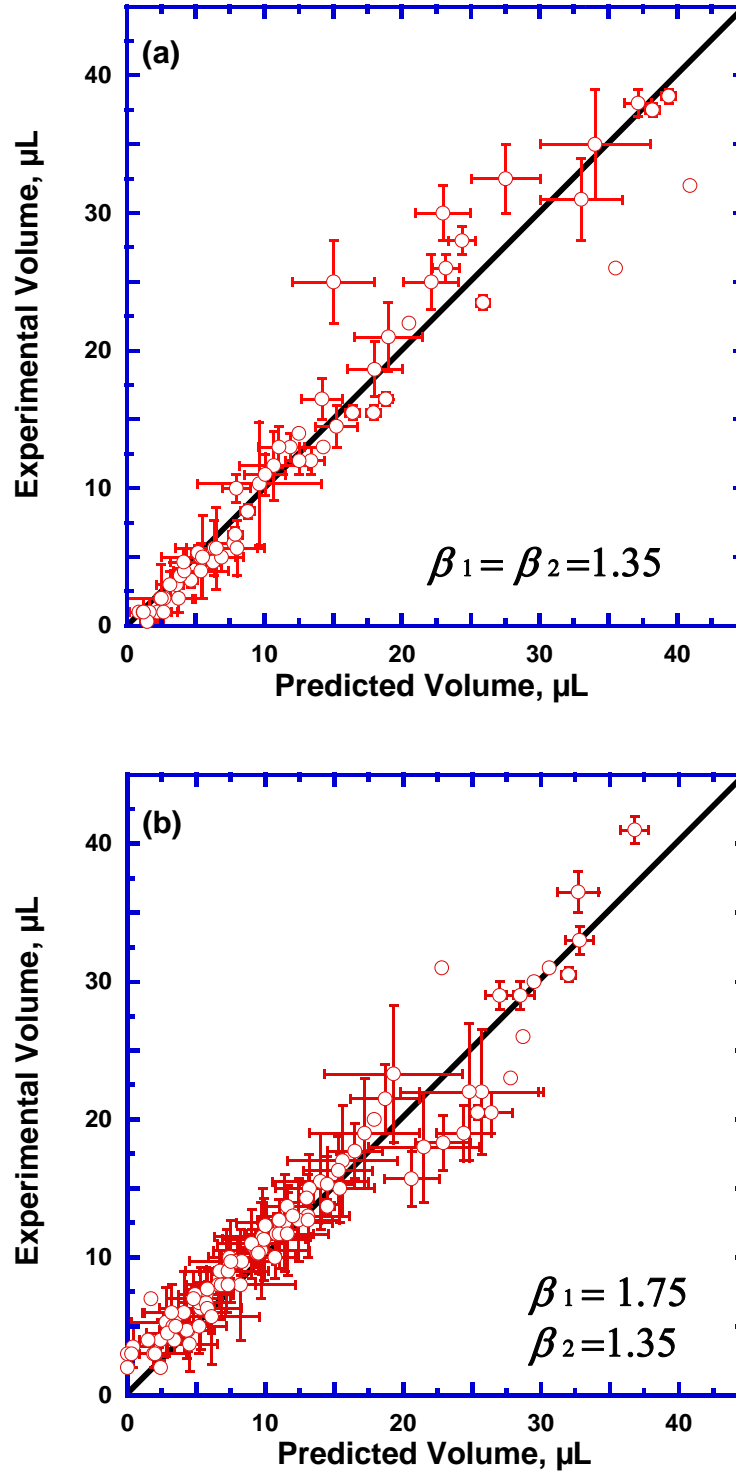 (a)
40
30
20
10
0
Experimental Volume, µL
β1 = β2 =1.35
0 10 20 30 40
Predicted Volume, µL
(b)
40
30
20
10
0
Experimental Volume, µL
β1 = 1.75
β2 =1.35
0 10 20 30 40
Predicted Volume, µL